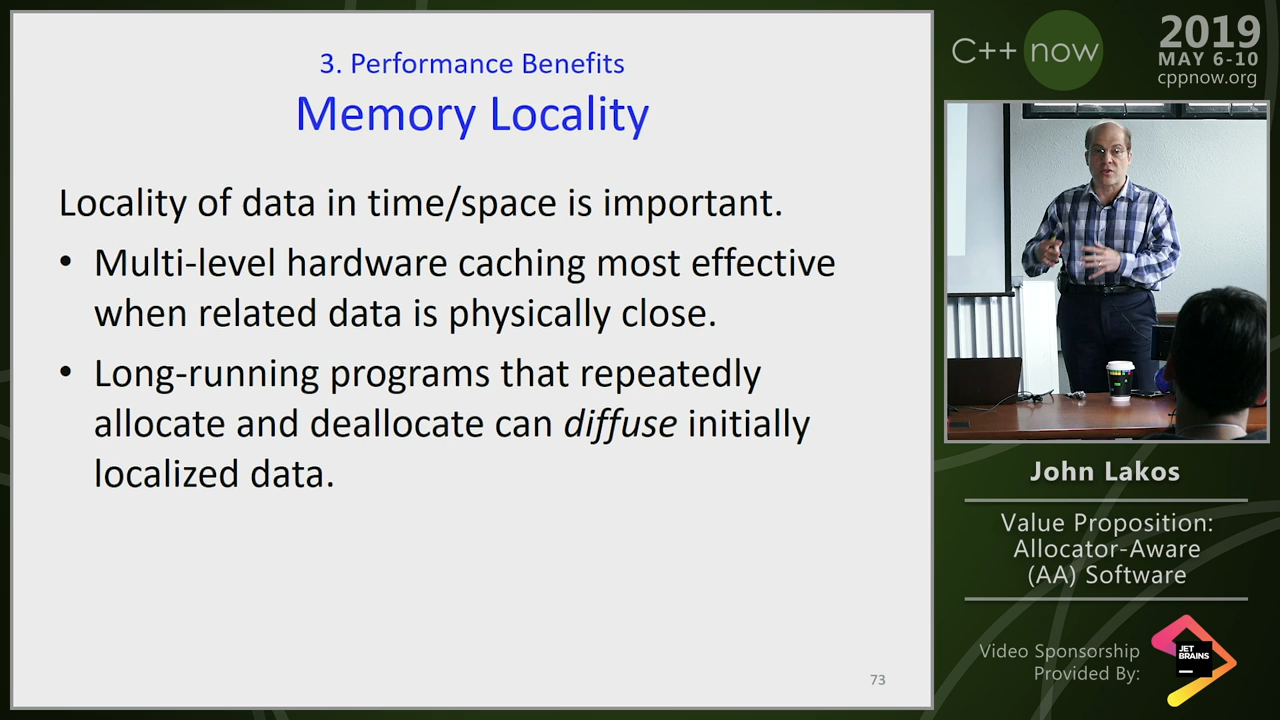 3. Performance Benefits
Memory Locality
Locality of data in time/space is important.
• Multi-level hardware caching most effective
when related data is physically close.
• Long-running programs that repeatedly
allocate and deallocate can diffuse initially
localized data.
73
C++ now
2019
MAY 6-10
cppnow.org
John Lakos
Value Proposition:
Allocator-Aware
(AA) Software
Video Sponsorship
Provided By:
JET
BRAINS